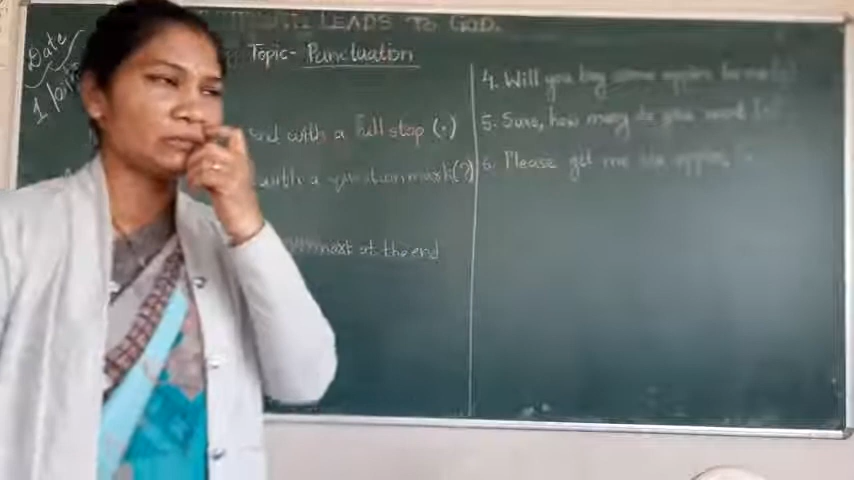 LEADS TO GOD.
Date
Topic- Punctuation
end with a full stop (.)
with a question mark(?)
at the end
4. Will you buy some apples for me
5. Sure, how many do you want
6. Please get me six apples